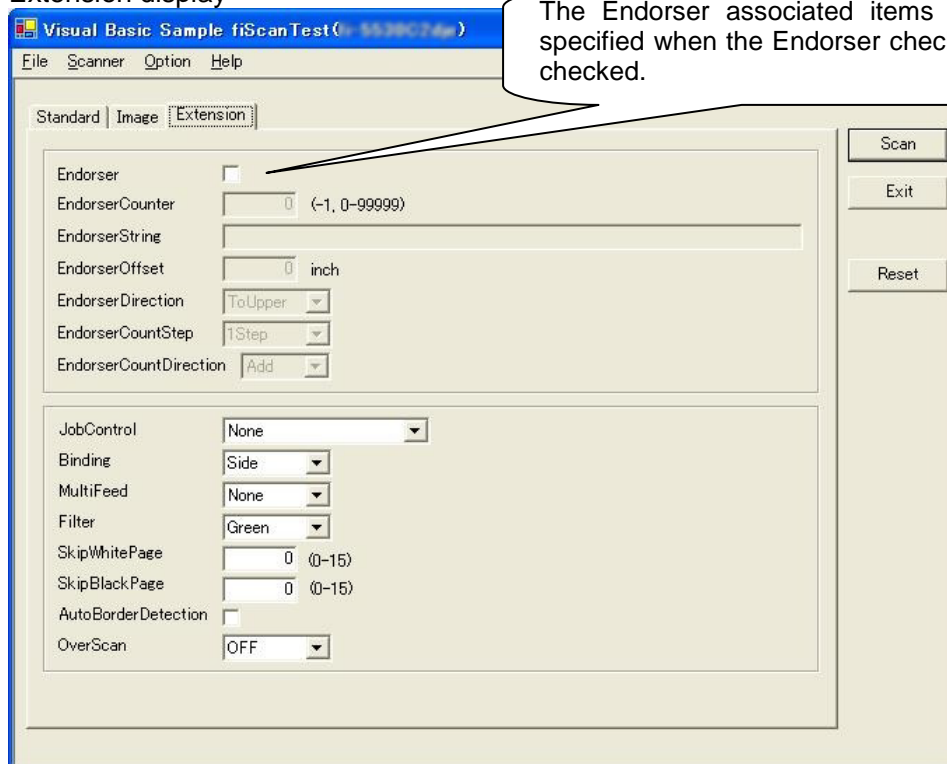 Extension display
The Endorser associated items
specified when the Endorser chec
checked.
Visual Basic Sample fiScanTest( )
File Scanner Option Help
Standard Image Extension
Scan
Exit
Reset
Endorser
EndorserCounter 0 (-1, 0-99999)
EndorserString
EndorserOffset 0 inch
EndorserDirection ToUpper
EndorserCountStep 1Step
EndorserCountDirection Add
JobControl None
Binding Side
MultiFeed None
Filter Green
SkipWhitePage 0 (0-15)
SkipBlackPage 0 (0-15)
AutoBorderDetection
OverScan OFF